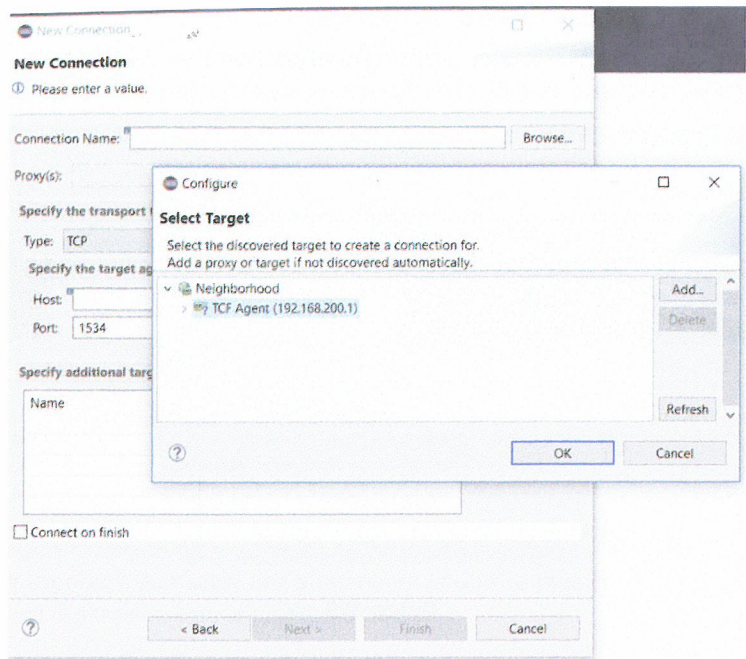 New Connection
New Connection
Please enter a value.
Connection Name:
Browse...
Proxy(s):
Specify the transport
Type: TCP
Specify the target ag
Host:
Port: 1534
Specify additional targ
Name
Connect on finish
< Back
Next >
Finish
Cancel
Configure
Select Target
Select the discovered target to create a connection for.
Add a proxy or target if not discovered automatically.
Neighborhood
TCF Agent (192.168.200.1)
Add...
Delete
Refresh
OK
Cancel